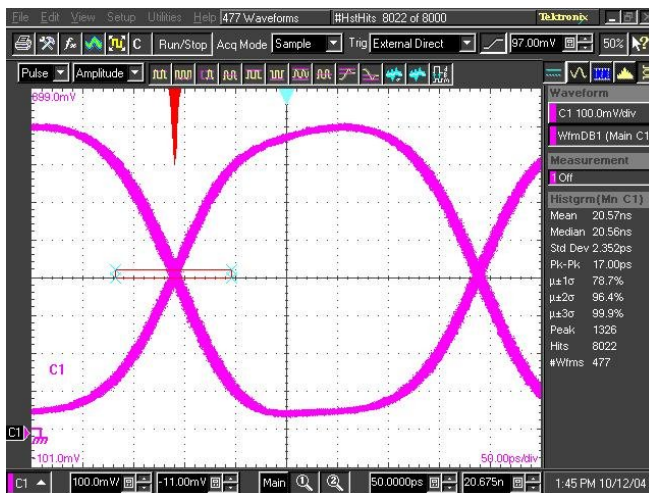 File Edit View Setup Utilities Help 477 Waveforms #HstHits 8022 of 8000 Tektronix
C Run/Stop Acq Mode Sample Trig External Direct 97.00mV 50%
Pulse Amplitude
899.0mV
C1
C1
-101.0mV
50.00ps/div
Waveform
C1 100.0mV/div
WfmDB1 (Main C1
Measurement
1 Off
Histgrm(Mn C1)
Mean 20.57ns
Median 20.56ns
Std Dev 2.352ps
Pk-Pk 17.00ps
µ±1σ 78.7%
µ±2σ 96.4%
µ±3σ 99.9%
Peak 1326
Hits 8022
#Wfms 477
C1 100.0mV/ -11.00mV Main 1 2 50.0000ps 20.675n 1:45 PM 10/12/04